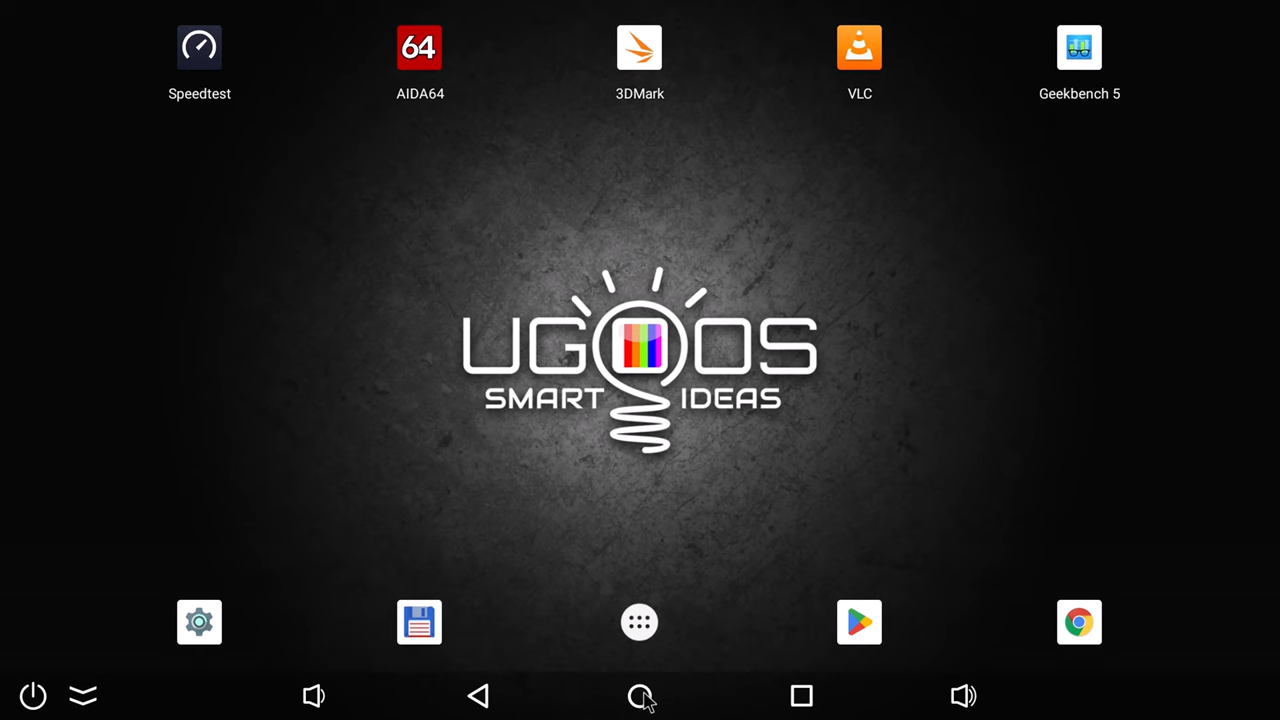 64
Speedtest
AIDA64
3DMark
VLC
Geekbench 5
UGOOS
SMART IDEAS